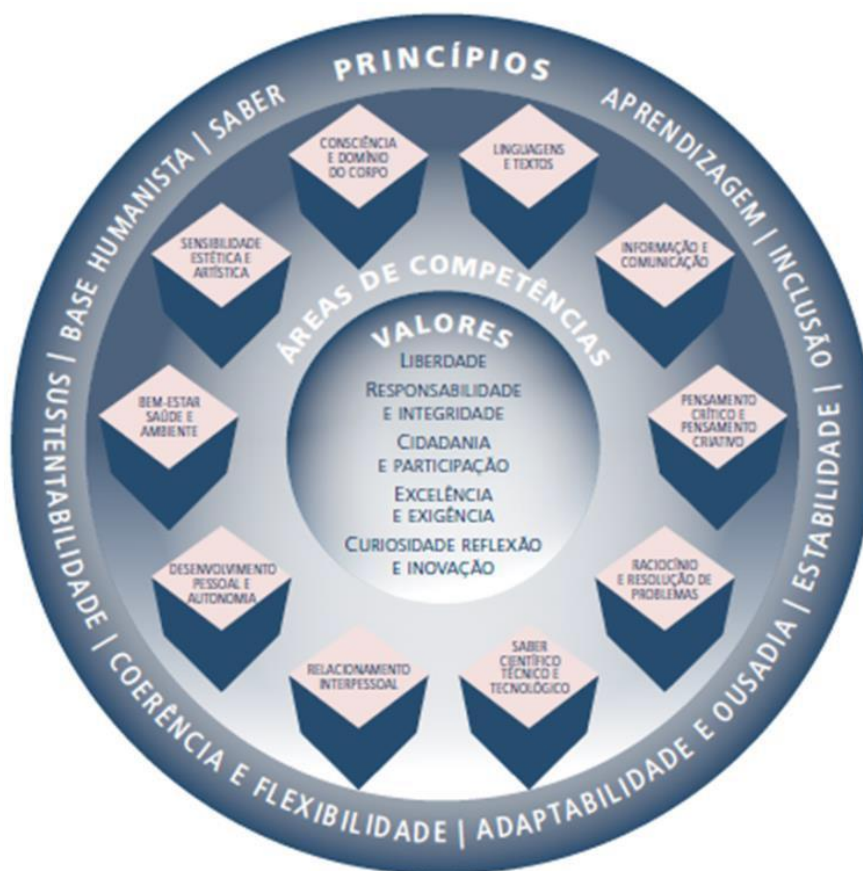 PRINCÍPIOS
BASE HUMANISTA | SABER
APRENDIZAGEM | INCLUSÃO |
ESTABILIDADE |
ADAPTABILIDADE E OUSADIA |
COERÊNCIA E FLEXIBILIDADE |
SUSTENTABILIDADE |
ÁREAS DE COMPETÊNCIAS
LINGUAGENS
E TEXTOS
INFORMAÇÃO E
COMUNICAÇÃO
PENSAMENTO
CRÍTICO E
PENSAMENTO
CRIATIVO
RACIOCÍNIO
E RESOLUÇÃO DE
PROBLEMAS
SABER
CIENTÍFICO
TÉCNICO E
TECNOLÓGICO
RELACIONAMENTO
INTERPESSOAL
DESENVOLVIMENTO
PESSOAL E
AUTONOMIA
BEM-ESTAR
SAÚDE E
AMBIENTE
SENSIBILIDADE
ESTÉTICA E
ARTÍSTICA
CONSCIÊNCIA
E DOMÍNIO
DO CORPO
VALORES
LIBERDADE
RESPONSABILIDADE
E INTEGRIDADE
CIDADANIA
E PARTICIPAÇÃO
EXCELÊNCIA
E EXIGÊNCIA
CURIOSIDADE REFLEXÃO
E INOVAÇÃO